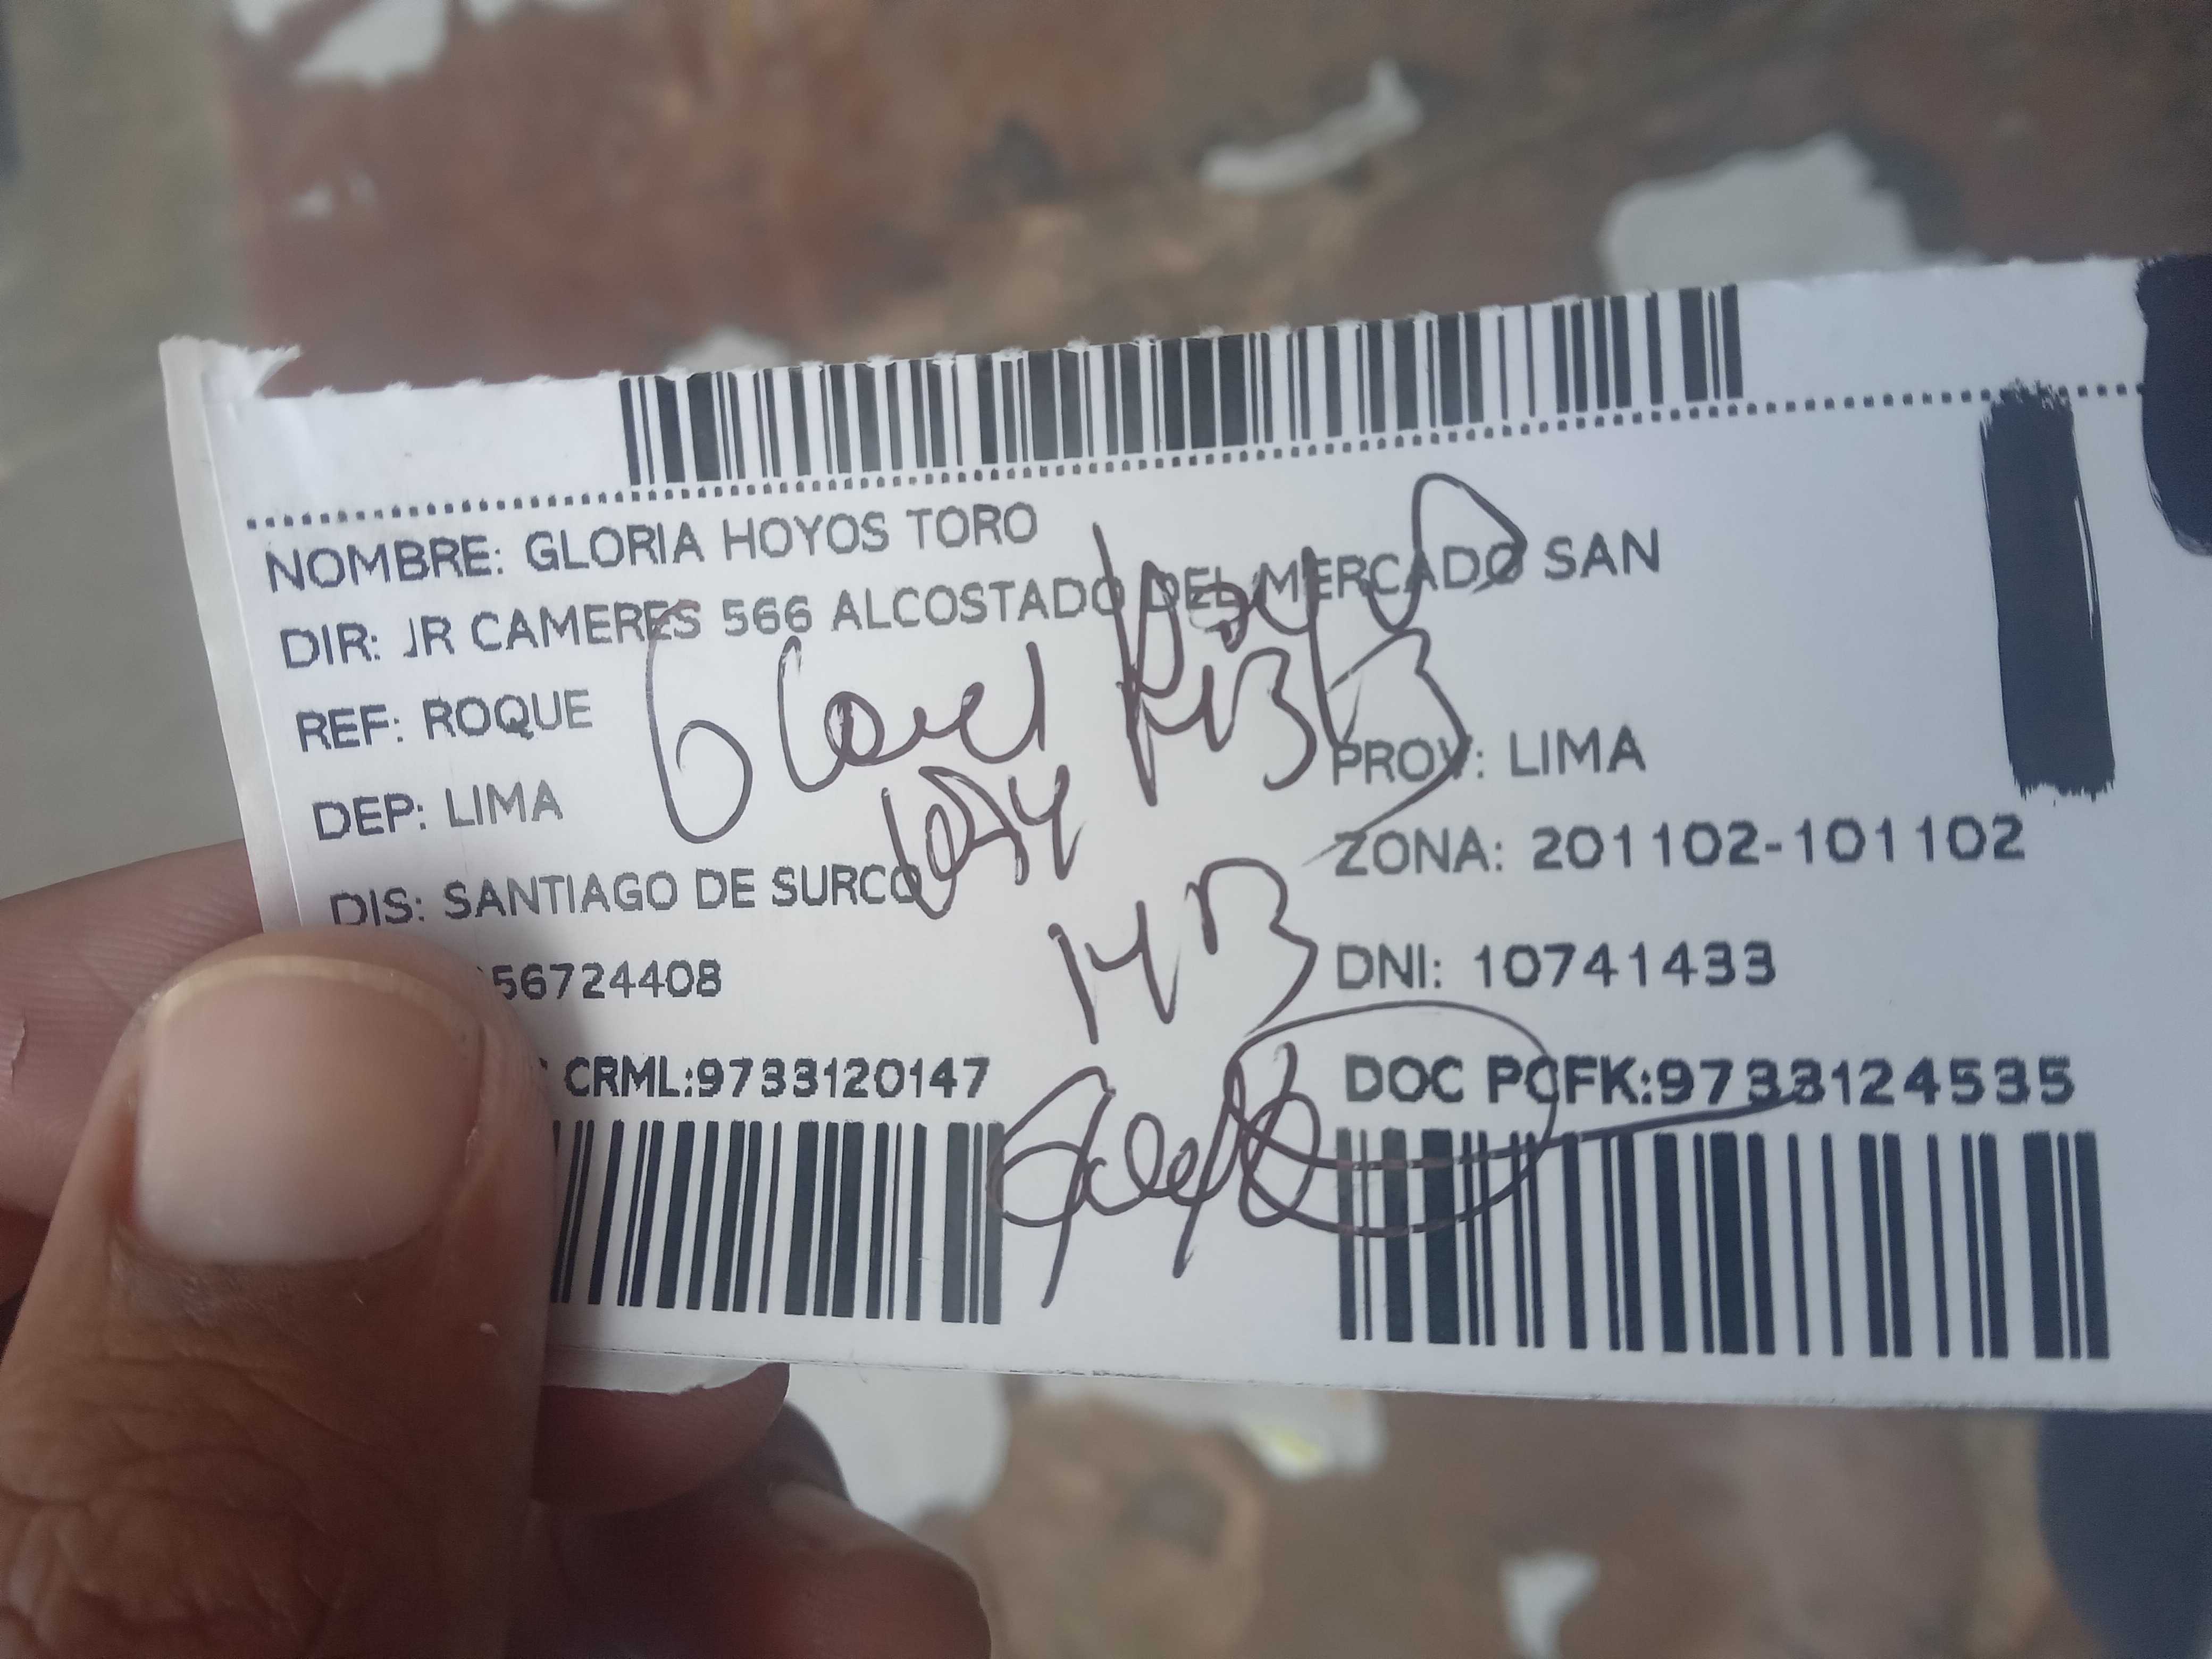 NOMBRE: GLORIA HOYOS TORO
DIR: JR CAMERES 566 ALCOSTADO DEL MERCADO SAN
REF: ROQUE
DEP: LIMA
PROV: LIMA
DIS: SANTIAGO DE SURCO
ZONA: 201102-101102
56724408
DNI: 10741433
CRML:9733120147
DOC PCFK:9733124535